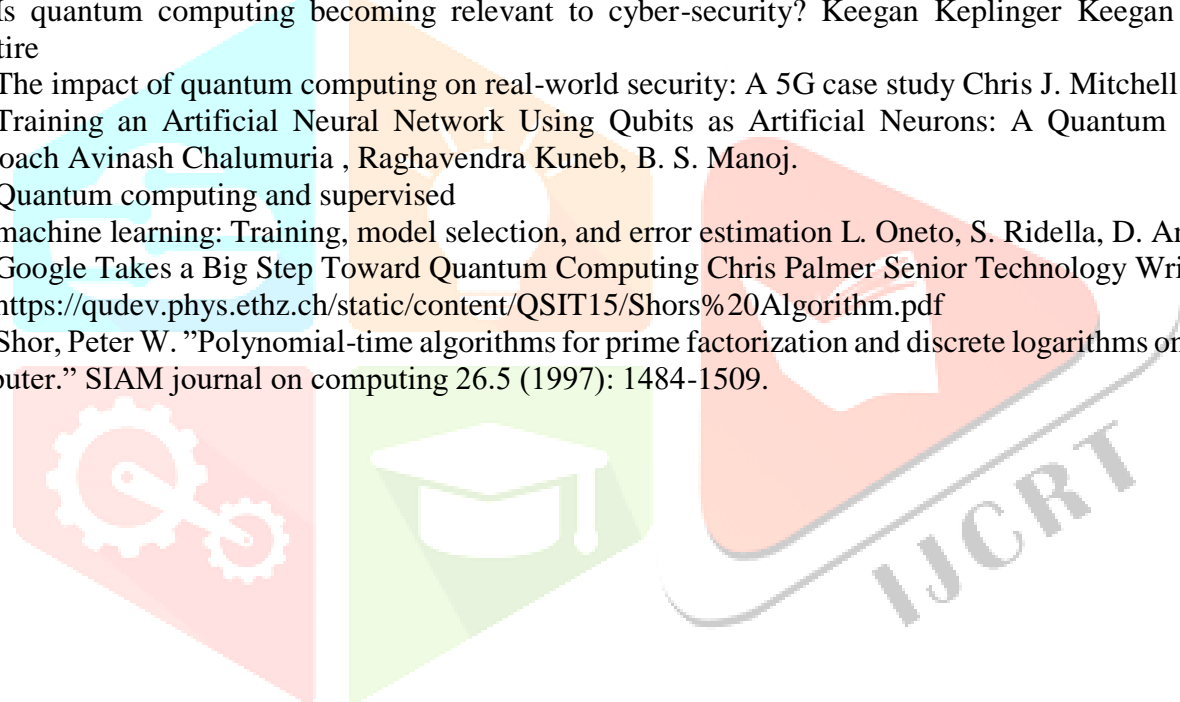 Is quantum computing becoming relevant to cyber-security? Keegan Keplinger Keegan
tire
The impact of quantum computing on real-world security: A 5G case study Chris J. Mitchell
Training an Artificial Neural Network Using Qubits as Artificial Neurons: A Quantum
oach Avinash Chalumuria , Raghavendra Kuneb, B. S. Manoj.
Quantum computing and supervised
machine learning: Training, model selection, and error estimation L. Oneto, S. Ridella, D. An
Google Takes a Big Step Toward Quantum Computing Chris Palmer Senior Technology Wri
https://qudev.phys.ethz.ch/static/content/QSIT15/Shors%20Algorithm.pdf
Shor, Peter W. ”Polynomial-time algorithms for prime factorization and discrete logarithms on
puter.” SIAM journal on computing 26.5 (1997): 1484-1509.
IJCRT